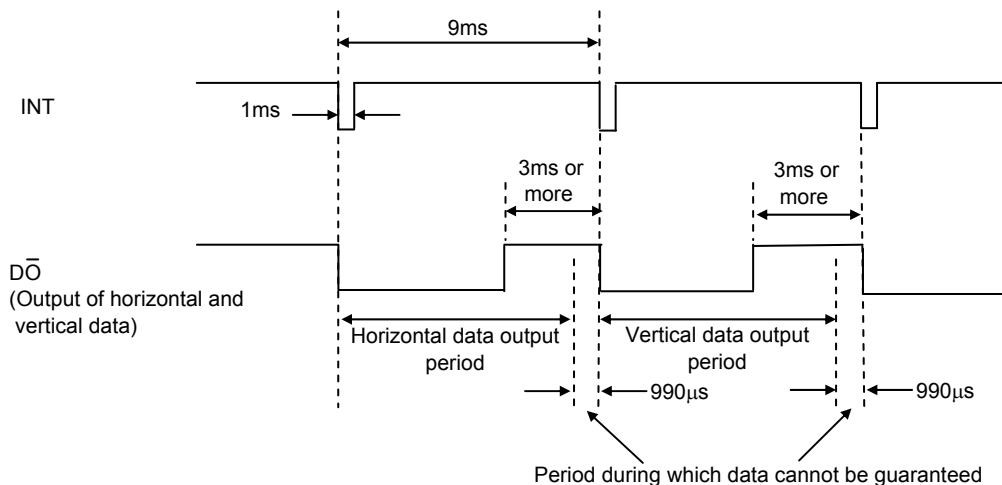 9ms
INT
1ms
3ms or
more
3ms or
more
DŌ
(Output of horizontal and
vertical data)
Horizontal data output
period
Vertical data output
period
990µs
990µs
Period during which data cannot be guaranteed